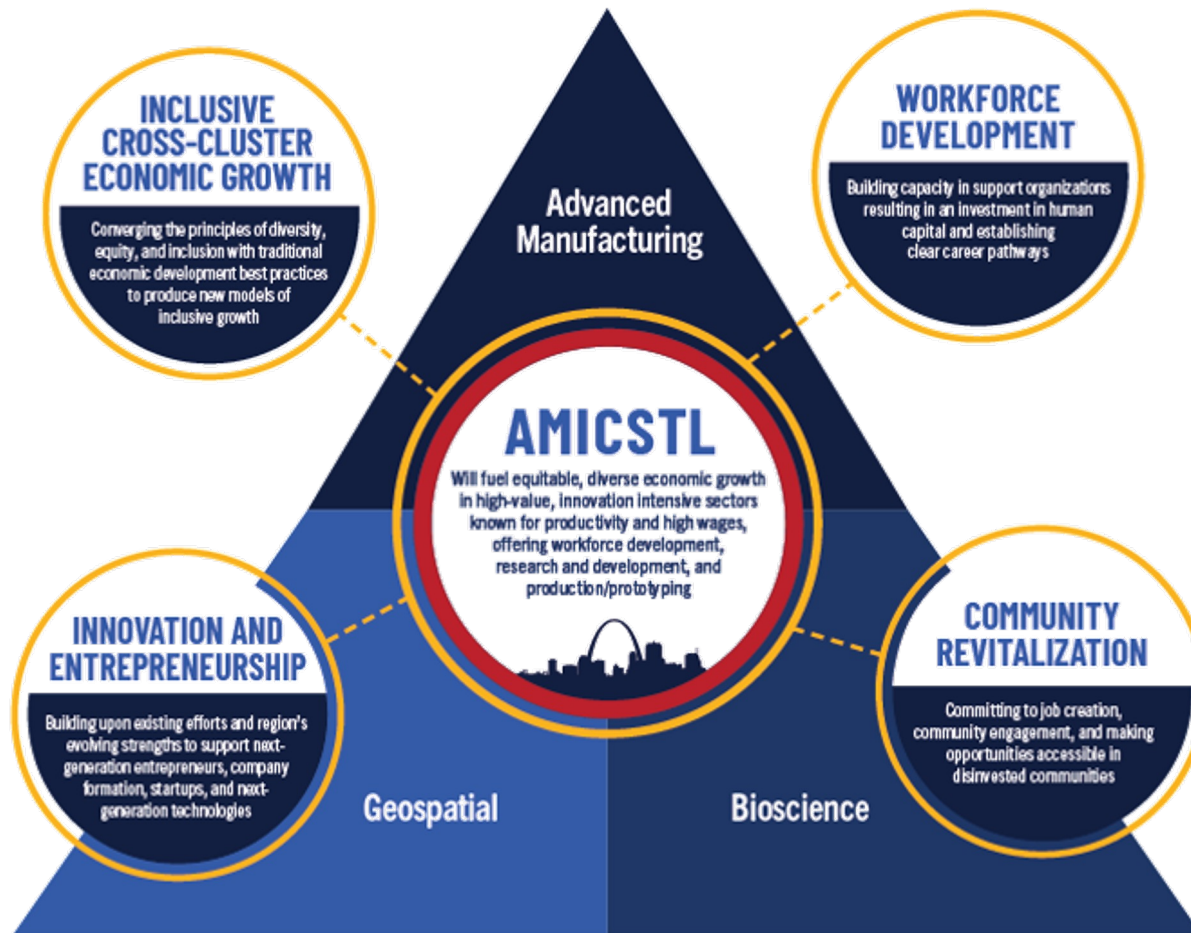 INCLUSIVE
CROSS-CLUSTER
ECONOMIC GROWTH
Converging the principles of diversity,
equity, and inclusion with traditional
economic development best practices
to produce new models of
inclusive growth
WORKFORCE
DEVELOPMENT
Building capacity in support organizations
resulting in an investment in human
capital and establishing
clear career pathways
Advanced
Manufacturing
AMICSTL
Will fuel equitable, diverse economic growth
in high-value, innovation intensive sectors
known for productivity and high wages,
offering workforce development,
research and development, and
production/prototyping
INNOVATION AND
ENTREPRENEURSHIP
Building upon existing efforts and region's
evolving strengths to support next-
generation entrepreneurs, company
formation, startups, and next-
generation technologies
COMMUNITY
REVITALIZATION
Committing to job creation,
community engagement, and making
opportunities accessible in
disinvested communities
Geospatial
Bioscience